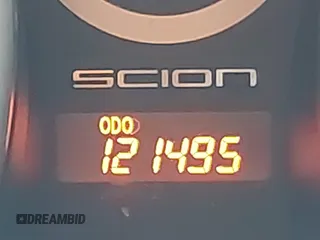 SCION
ODO
121495
DREAMBID